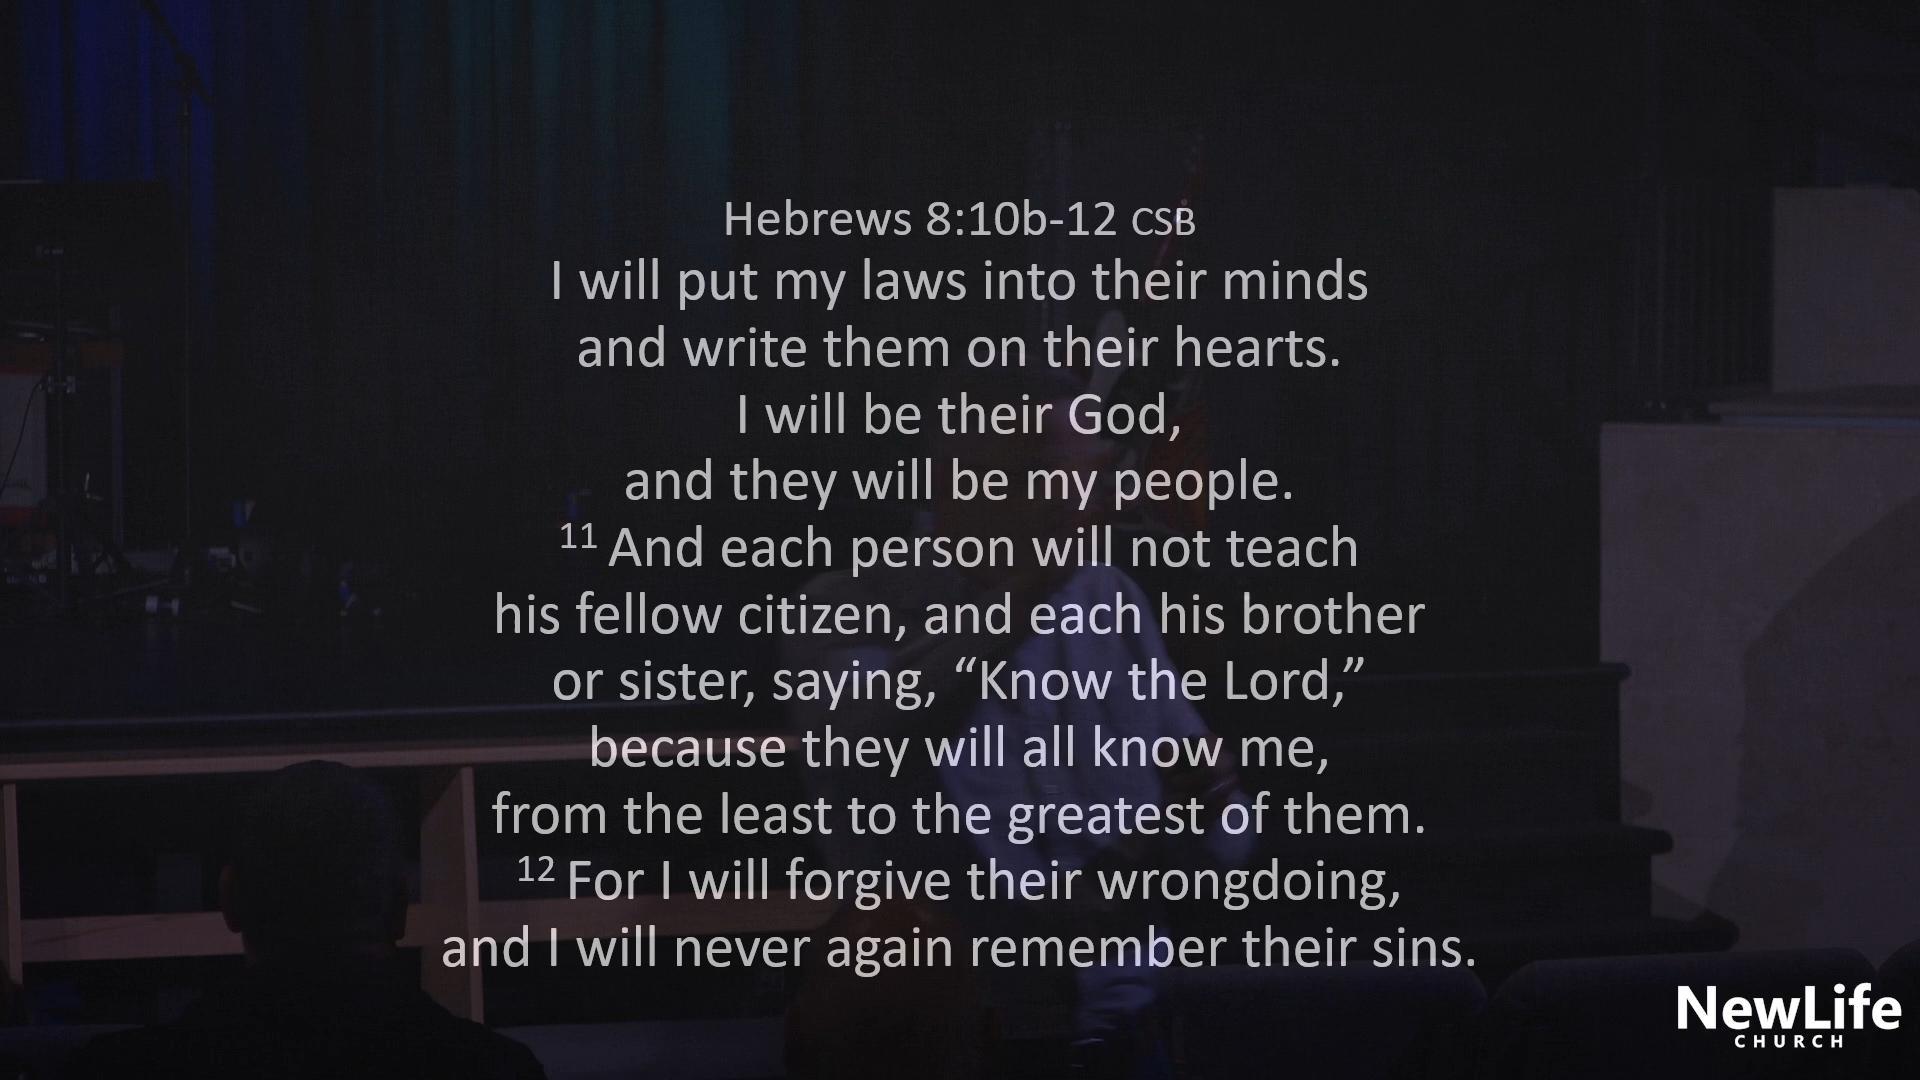 Hebrews 8:10b-12 CSB
I will put my laws into their minds
and write them on their hearts.
I will be their God,
and they will be my people.
11 And each person will not teach
his fellow citizen, and each his brother
or sister, saying, “Know the Lord,”
because they will all know me,
from the least to the greatest of them.
12 For I will forgive their wrongdoing,
and I will never again remember their sins.
NewLife
CHURCH